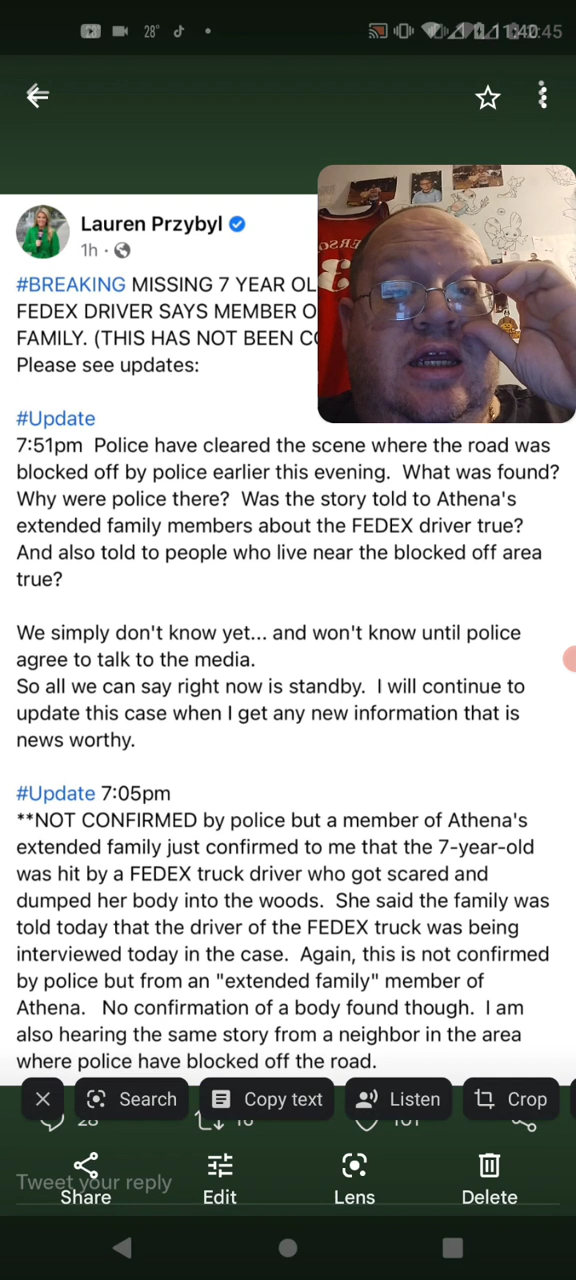 28°
Lauren Przybyl
1h
#BREAKING MISSING 7 YEAR OL
FEDEX DRIVER SAYS MEMBER O
FAMILY. (THIS HAS NOT BEEN CO
Please see updates:
#Update
7:51pm Police have cleared the scene where the road was
blocked off by police earlier this evening. What was found?
Why were police there? Was the story told to Athena's
extended family members about the FEDEX driver true?
And also told to people who live near the blocked off area
true?
We simply don't know yet... and won't know until police
agree to talk to the media.
So all we can say right now is standby. I will continue to
update this case when I get any new information that is
news worthy.
#Update 7:05pm
**NOT CONFIRMED by police but a member of Athena's
extended family just confirmed to me that the 7-year-old
was hit by a FEDEX truck driver who got scared and
dumped her body into the woods. She said the family was
told today that the driver of the FEDEX truck was being
interviewed today in the case. Again, this is not confirmed
by police but from an "extended family" member of
Athena. No confirmation of a body found though. I am
also hearing the same story from a neighbor in the area
where police have blocked off the road.
Search
Copy text
Listen
Crop
Tweet your reply
Share
Edit
Lens
Delete